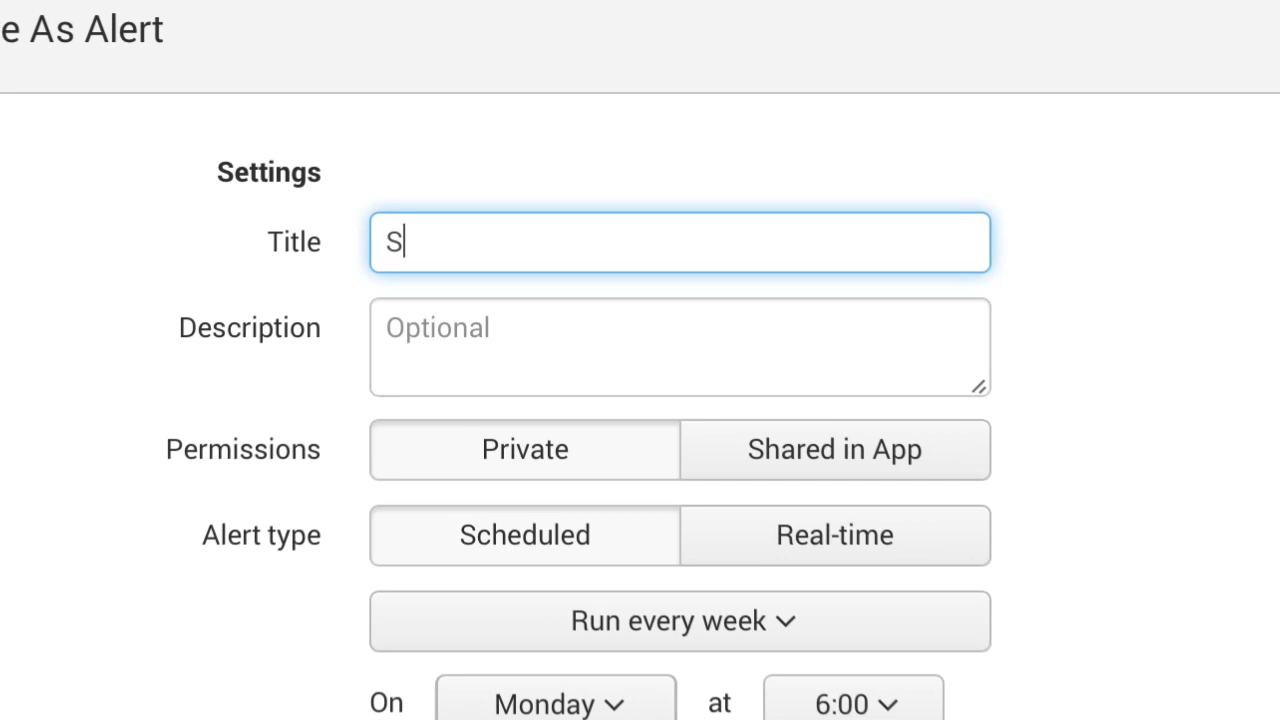 e As Alert
Settings
Title S
Description Optional
Permissions Private Shared in App
Alert type Scheduled Real-time
Run every week
On Monday at 6:00